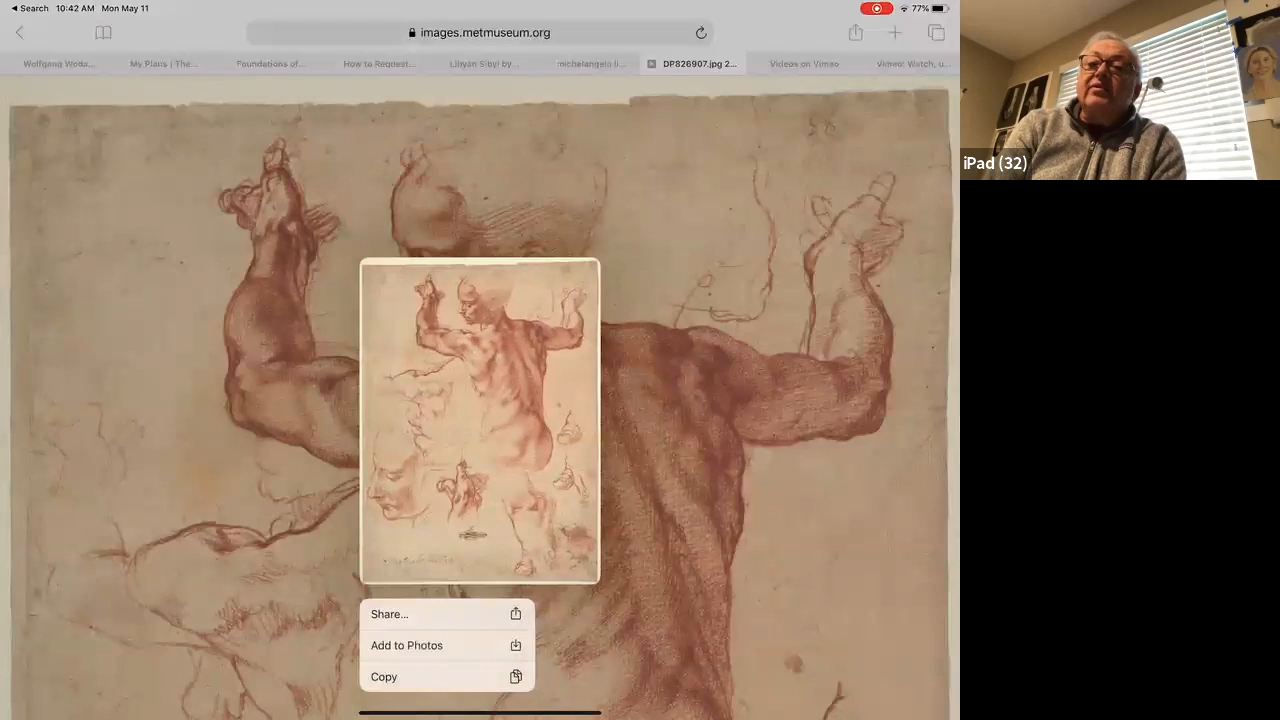 Search 10:42 AM Mon May 11
77%
images.metmuseum.org
Wolfgang Woda...
My Plans | The...
Foundations of...
How to Request...
Libyan Sibyl by...
michelangelo li...
DP826907.jpg 2...
Videos on Vimeo
Vimeo: Watch, u...
iPad (32)
Share...
Add to Photos
Copy